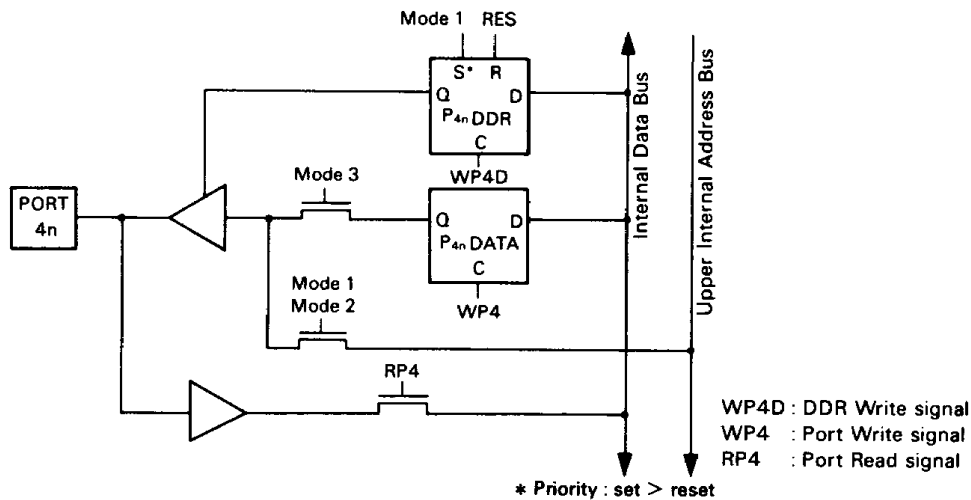 Mode 1 RES
S* R
Q D
P4n DDR
C
WP4D
Mode 3
PORT
4n
Q D
P4n DATA
C
WP4
Mode 1
Mode 2
RP4
Internal Data Bus
Upper Internal Address Bus
WP4D : DDR Write signal
WP4 : Port Write signal
RP4 : Port Read signal
* Priority : set > reset